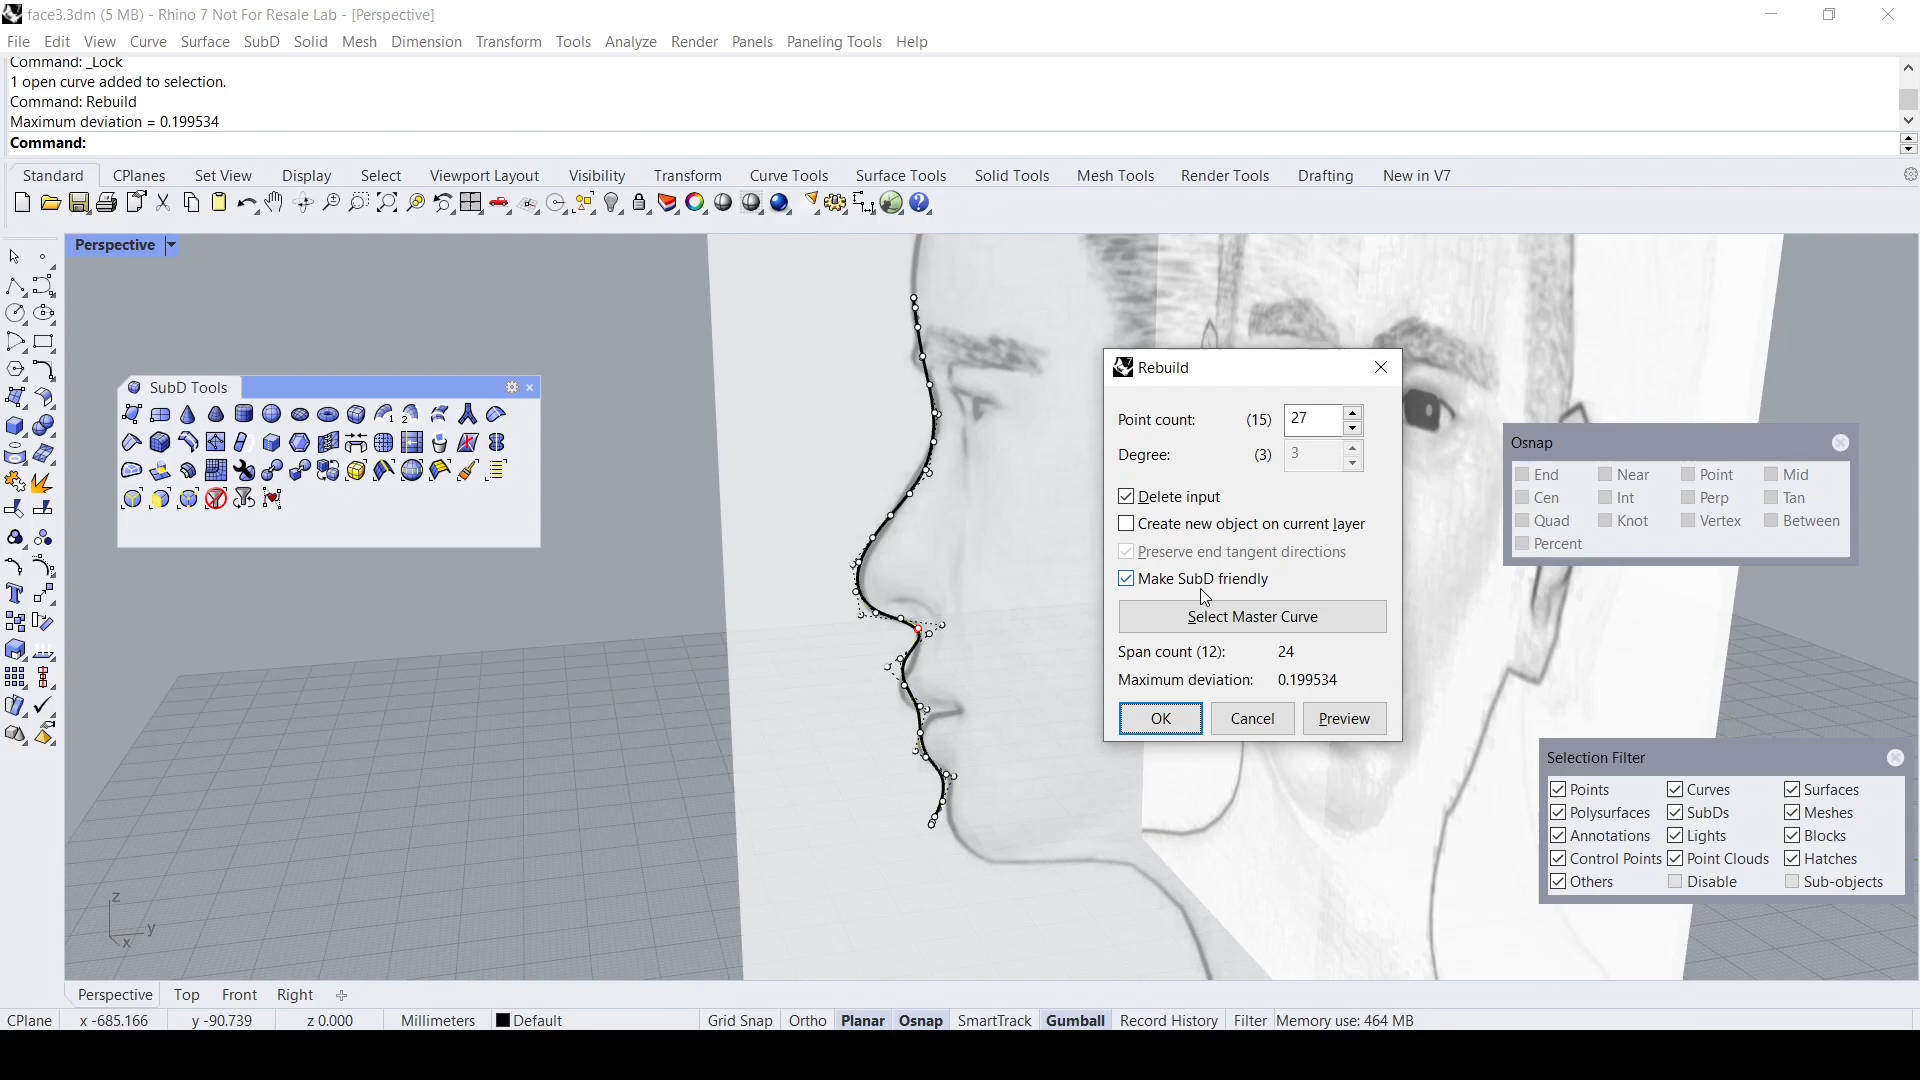 face3.3dm (5 MB) - Rhino 7 Not For Resale Lab - [Perspective]
File Edit View Curve Surface SubD Solid Mesh Dimension Transform Tools Analyze Render Panels Paneling Tools Help
Command: _Lock
1 open curve added to selection.
Command: Rebuild
Maximum deviation = 0.199534
Command:
Standard CPlanes Set View Display Select Viewport Layout Visibility Transform Curve Tools Surface Tools Solid Tools Mesh Tools Render Tools Drafting New in V7
Perspective
SubD Tools
Rebuild
Point count: (15) 27
Degree: (3) 3
Delete input
Create new object on current layer
Preserve end tangent directions
Make SubD friendly
Select Master Curve
Span count (12): 24
Maximum deviation: 0.199534
OK Cancel Preview
Osnap
End Near Point Mid
Cen Int Perp Tan
Quad Knot Vertex Between
Percent
Selection Filter
Points Curves Surfaces
Polysurfaces SubDs Meshes
Annotations Lights Blocks
Control Points Point Clouds Hatches
Others Disable Sub-objects
z
y
x
Perspective Top Front Right
CPlane x -685.166 y -90.739 z 0.000 Millimeters Default Grid Snap Ortho Planar Osnap SmartTrack Gumball Record History Filter Memory use: 464 MB